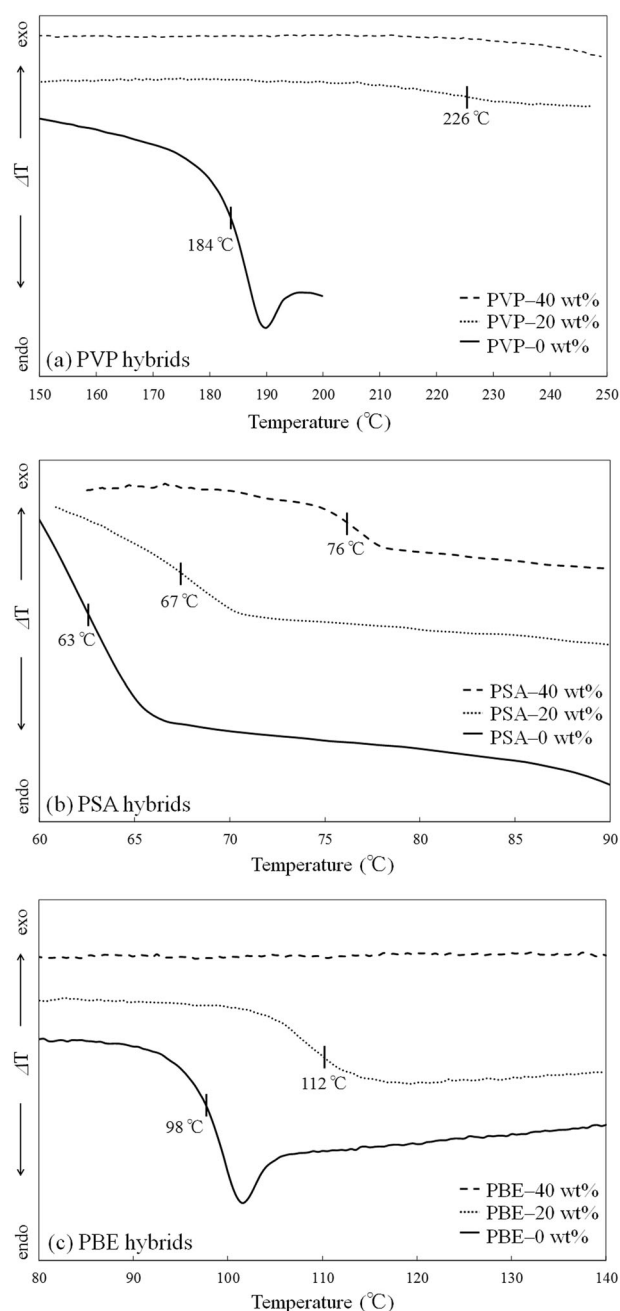 exo
ΔT
endo
226 ℃
184 ℃
PVP–40 wt%
PVP–20 wt%
PVP–0 wt%
(a) PVP hybrids
150 160 170 180 190 200 210 220 230 240 250
Temperature (℃)
exo
ΔT
endo
76 ℃
67 ℃
63 ℃
PSA–40 wt%
PSA–20 wt%
PSA–0 wt%
(b) PSA hybrids
60 65 70 75 80 85 90
Temperature (℃)
exo
ΔT
endo
112 ℃
98 ℃
PBE–40 wt%
PBE–20 wt%
PBE–0 wt%
(c) PBE hybrids
80 90 100 110 120 130 140
Temperature (℃)